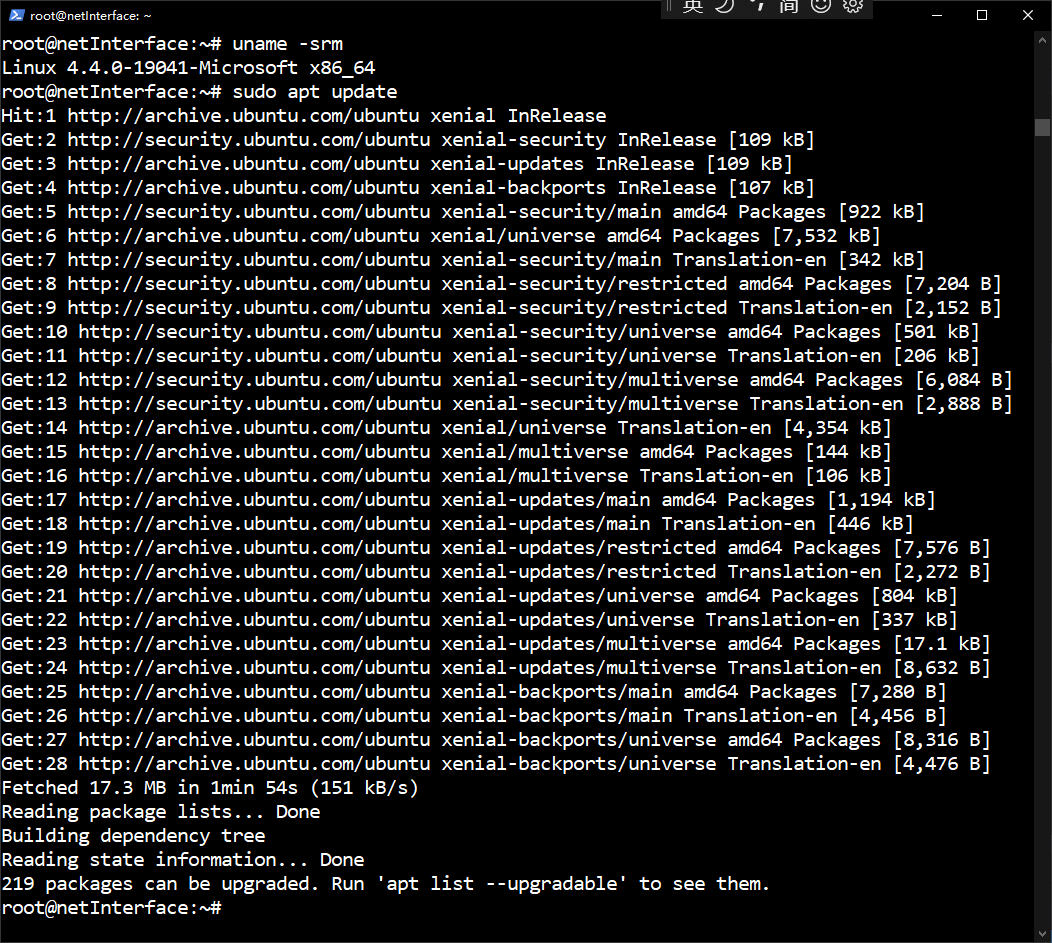 root@netInterface: ~
英 简
root@netInterface:~# uname -srm
Linux 4.4.0-19041-Microsoft x86_64
root@netInterface:~# sudo apt update
Hit:1 http://archive.ubuntu.com/ubuntu xenial InRelease
Get:2 http://security.ubuntu.com/ubuntu xenial-security InRelease [109 kB]
Get:3 http://archive.ubuntu.com/ubuntu xenial-updates InRelease [109 kB]
Get:4 http://archive.ubuntu.com/ubuntu xenial-backports InRelease [107 kB]
Get:5 http://security.ubuntu.com/ubuntu xenial-security/main amd64 Packages [922 kB]
Get:6 http://archive.ubuntu.com/ubuntu xenial/universe amd64 Packages [7,532 kB]
Get:7 http://security.ubuntu.com/ubuntu xenial-security/main Translation-en [342 kB]
Get:8 http://security.ubuntu.com/ubuntu xenial-security/restricted amd64 Packages [7,204 B]
Get:9 http://security.ubuntu.com/ubuntu xenial-security/restricted Translation-en [2,152 B]
Get:10 http://security.ubuntu.com/ubuntu xenial-security/universe amd64 Packages [501 kB]
Get:11 http://security.ubuntu.com/ubuntu xenial-security/universe Translation-en [206 kB]
Get:12 http://security.ubuntu.com/ubuntu xenial-security/multiverse amd64 Packages [6,084 B]
Get:13 http://security.ubuntu.com/ubuntu xenial-security/multiverse Translation-en [2,888 B]
Get:14 http://archive.ubuntu.com/ubuntu xenial/universe Translation-en [4,354 kB]
Get:15 http://archive.ubuntu.com/ubuntu xenial/multiverse amd64 Packages [144 kB]
Get:16 http://archive.ubuntu.com/ubuntu xenial/multiverse Translation-en [106 kB]
Get:17 http://archive.ubuntu.com/ubuntu xenial-updates/main amd64 Packages [1,194 kB]
Get:18 http://archive.ubuntu.com/ubuntu xenial-updates/main Translation-en [446 kB]
Get:19 http://archive.ubuntu.com/ubuntu xenial-updates/restricted amd64 Packages [7,576 B]
Get:20 http://archive.ubuntu.com/ubuntu xenial-updates/restricted Translation-en [2,272 B]
Get:21 http://archive.ubuntu.com/ubuntu xenial-updates/universe amd64 Packages [804 kB]
Get:22 http://archive.ubuntu.com/ubuntu xenial-updates/universe Translation-en [337 kB]
Get:23 http://archive.ubuntu.com/ubuntu xenial-updates/multiverse amd64 Packages [17.1 kB]
Get:24 http://archive.ubuntu.com/ubuntu xenial-updates/multiverse Translation-en [8,632 B]
Get:25 http://archive.ubuntu.com/ubuntu xenial-backports/main amd64 Packages [7,280 B]
Get:26 http://archive.ubuntu.com/ubuntu xenial-backports/main Translation-en [4,456 B]
Get:27 http://archive.ubuntu.com/ubuntu xenial-backports/universe amd64 Packages [8,316 B]
Get:28 http://archive.ubuntu.com/ubuntu xenial-backports/universe Translation-en [4,476 B]
Fetched 17.3 MB in 1min 54s (151 kB/s)
Reading package lists... Done
Building dependency tree
Reading state information... Done
219 packages can be upgraded. Run 'apt list --upgradable' to see them.
root@netInterface:~#